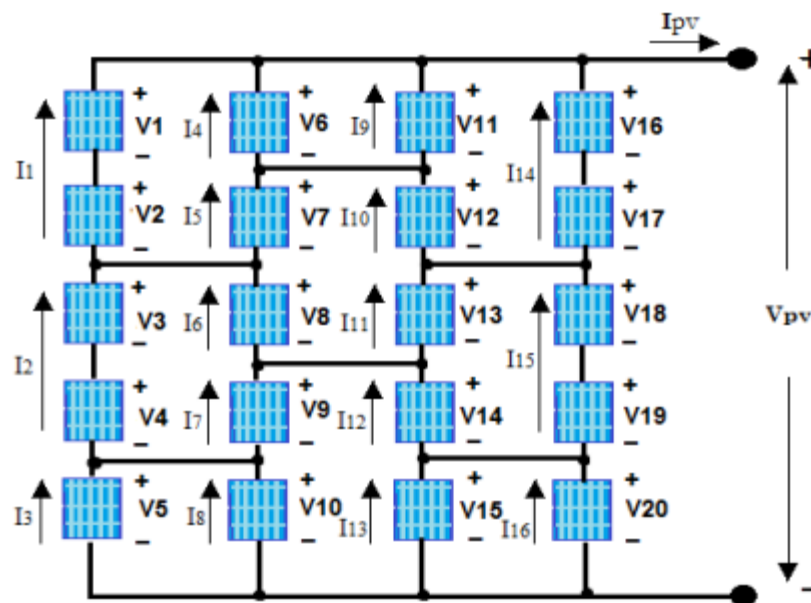 Ipv
+
+ + + +
I1 V1 I4 V6 I9 V11 I14 V16
− − − −
+ + + +
V2 I5 V7 I10 V12 V17
− − − −
+ + + +
I2 V3 I6 V8 I11 V13 I15 V18
− − − −
Vpv
+ + + +
V4 I7 V9 I12 V14 V19
− − − −
+ + + +
I3 V5 I8 V10 I13 V15 I16 V20
− − − −
−